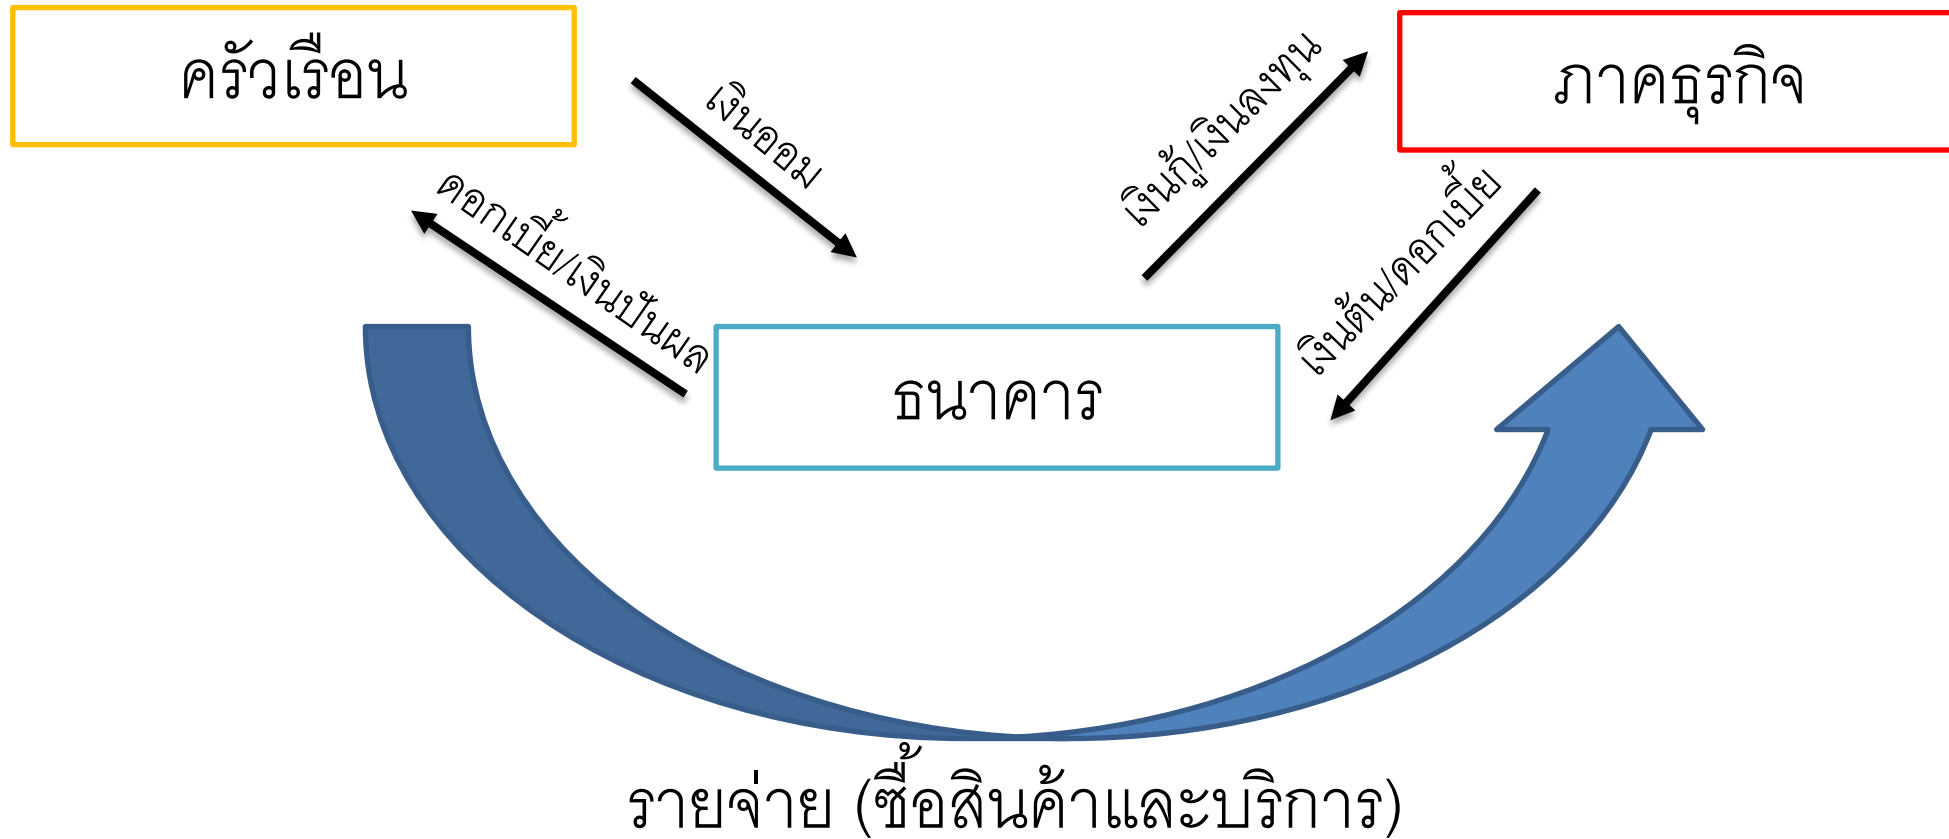 ครัวเรือน
ภาคธุรกิจ
เงินออม
ดอกเบี้ย/เงินปันผล
เงินกู้/เงินลงทุน
เงินต้น/ดอกเบี้ย
ธนาคาร
รายจ่าย (ซื้อสินค้าและบริการ)